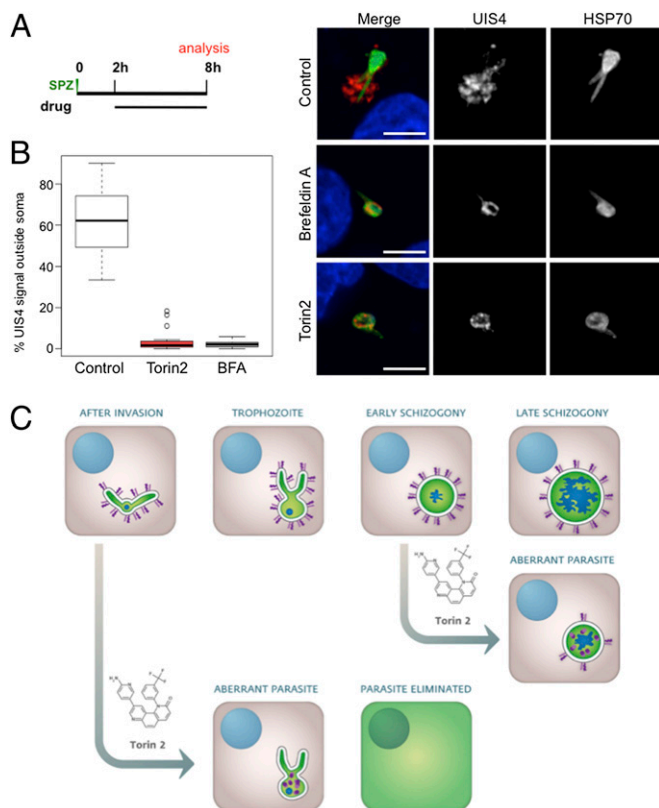 A
analysis
0 2h 8h
SPZ
drug
Merge UIS4 HSP70
Control
Brefeldin A
Torin2
B
% UIS4 signal outside soma
80
60
40
20
0
Control Torin2 BFA
C
AFTER INVASION TROPHOZOITE EARLY SCHIZOGONY LATE SCHIZOGONY
H₂N N F F F N N O
Torin 2
ABERRANT PARASITE
H₂N N F F F N N O
Torin 2
ABERRANT PARASITE PARASITE ELIMINATED